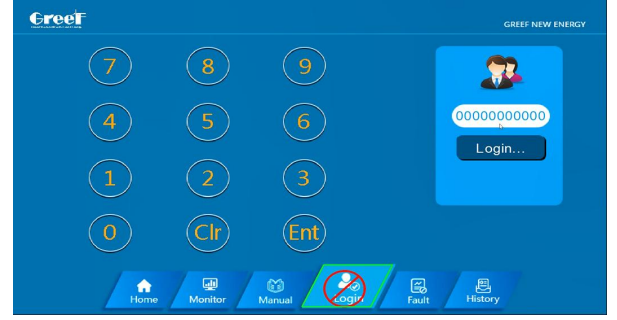 Greef
GREEF NEW ENERGY
7 8 9
4 5 6
1 2 3
0 Clr Ent
00000000000
Login...
Home Monitor Manual Login Fault History